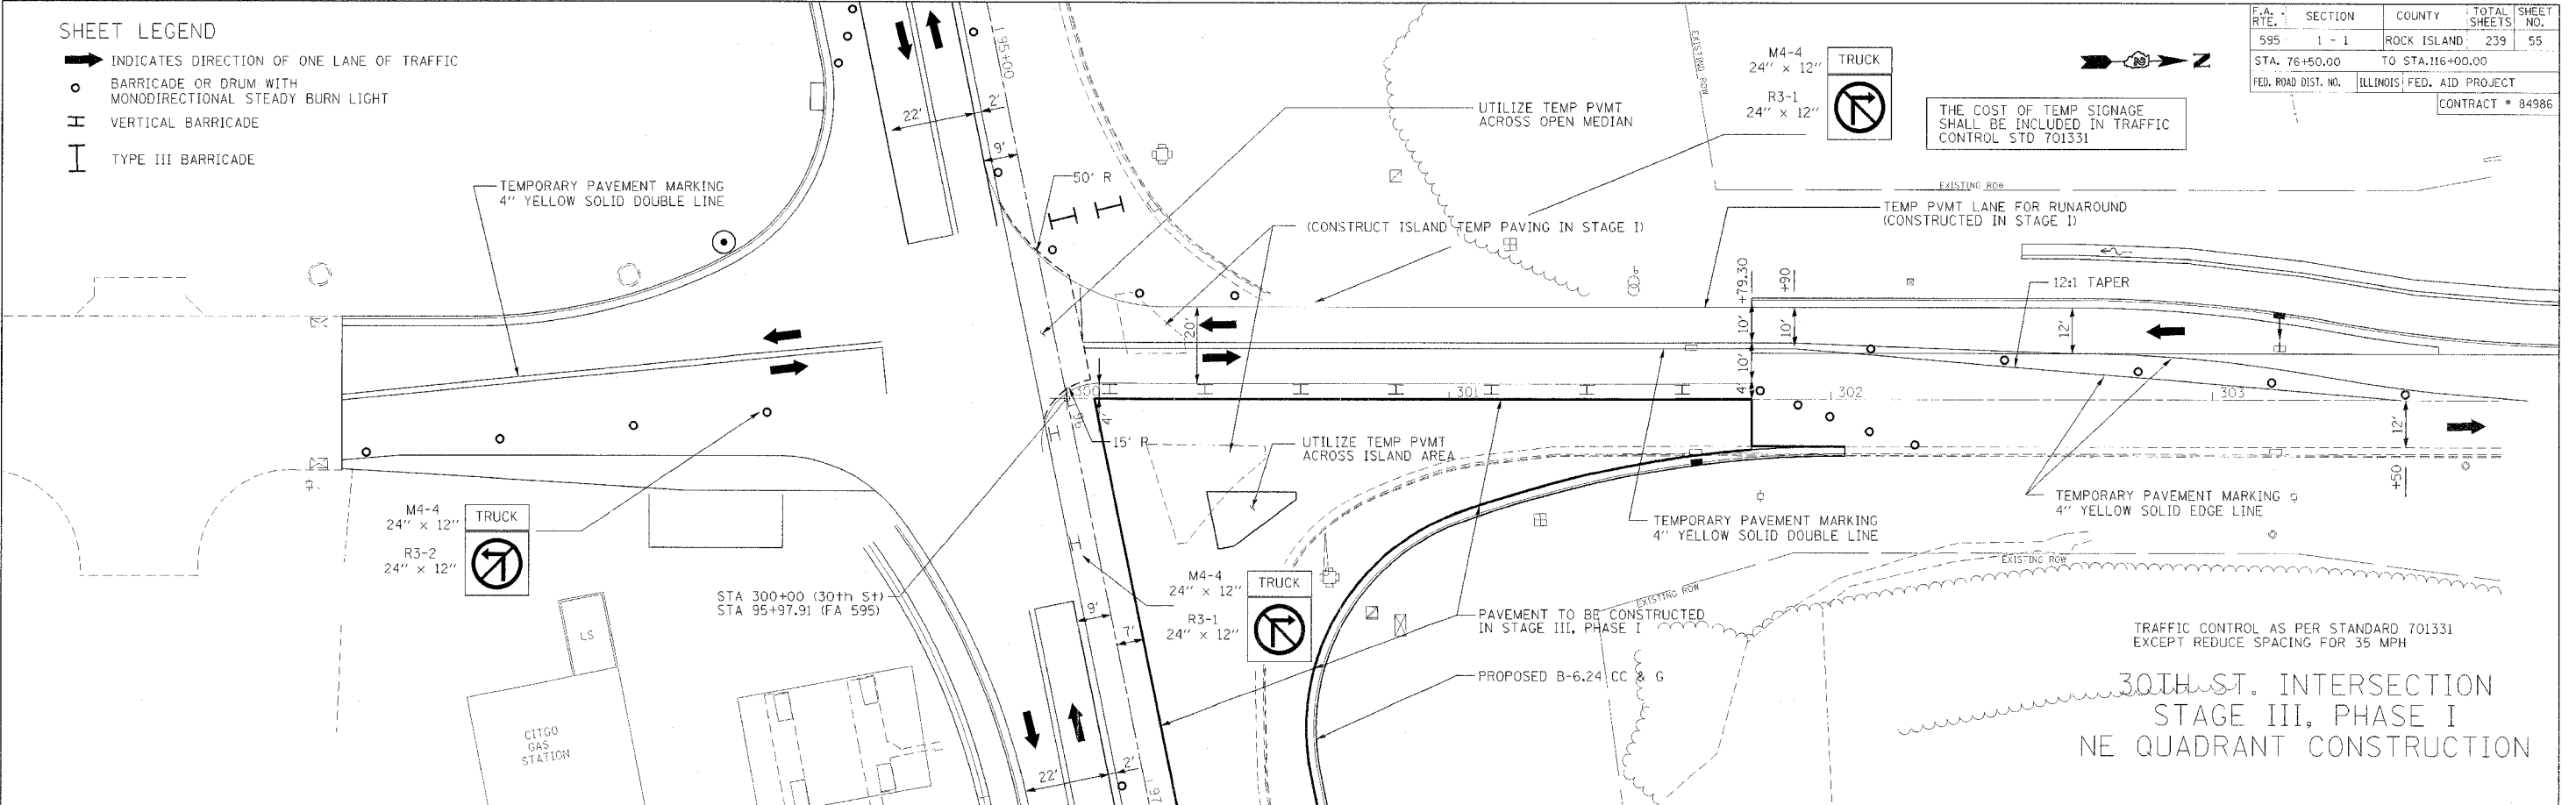 SHEET LEGEND
INDICATES DIRECTION OF ONE LANE OF TRAFFIC
BARRICADE OR DRUM WITH
MONODIRECTIONAL STEADY BURN LIGHT
VERTICAL BARRICADE
TYPE III BARRICADE
F.A. RTE.
SECTION
COUNTY
TOTAL SHEETS
SHEET NO.
595
1 - 1
ROCK ISLAND
239
55
STA. 76+50.00
TO STA.116+00.00
FED. ROAD DIST. NO.
ILLINOIS
FED. AID PROJECT
CONTRACT # 84986
N
THE COST OF TEMP SIGNAGE
SHALL BE INCLUDED IN TRAFFIC
CONTROL STD 701331
M4-4
24" x 12"
TRUCK
R3-1
24" x 12"
EXISTING ROW
195+00
22'
2'
9'
50' R
UTILIZE TEMP PVMT
ACROSS OPEN MEDIAN
TEMPORARY PAVEMENT MARKING
4" YELLOW SOLID DOUBLE LINE
EXISTING ROW
TEMP PVMT LANE FOR RUNAROUND
(CONSTRUCTED IN STAGE I)
(CONSTRUCT ISLAND TEMP PAVING IN STAGE I)
+79.30
+90
12:1 TAPER
20'
10'
10'
10'
12'
4'
300
301
302
303
4'
96
15' R
UTILIZE TEMP PVMT
ACROSS ISLAND AREA
12'
+50
TEMPORARY PAVEMENT MARKING
4" YELLOW SOLID EDGE LINE
TEMPORARY PAVEMENT MARKING
4" YELLOW SOLID DOUBLE LINE
M4-4
24" x 12"
TRUCK
R3-2
24" x 12"
STA 300+00 (30th St)
STA 95+97.91 (FA 595)
M4-4
24" x 12"
TRUCK
R3-1
24" x 12"
EXISTING ROW
EXISTING ROW
LS
CITGO
GAS
STATION
9'
7'
22'
2'
97
PAVEMENT TO BE CONSTRUCTED
IN STAGE III, PHASE I
PROPOSED B-6.24 CC & G
TRAFFIC CONTROL AS PER STANDARD 701331
EXCEPT REDUCE SPACING FOR 35 MPH
30TH ST. INTERSECTION
STAGE III, PHASE I
NE QUADRANT CONSTRUCTION